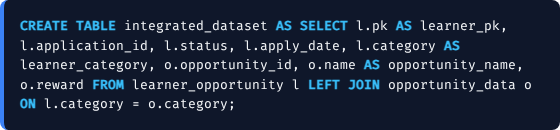 CREATE TABLE integrated_dataset AS SELECT l.pk AS learner_pk,
l.application_id, l.status, l.apply_date, l.category AS
learner_category, o.opportunity_id, o.name AS opportunity_name,
o.reward FROM learner_opportunity l LEFT JOIN opportunity_data o
ON l.category = o.category;